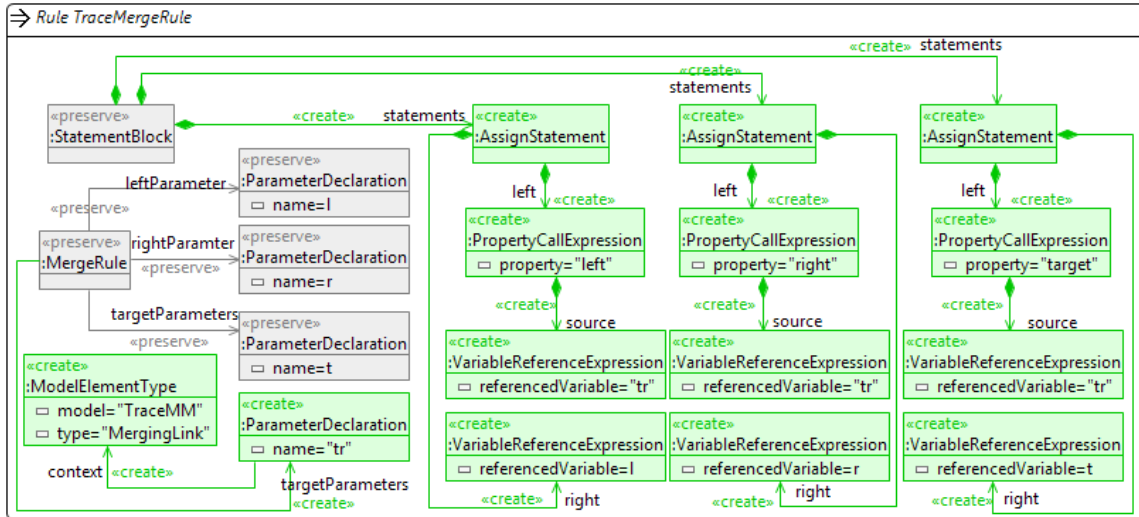 Rule TraceMergeRule
«create» statements
«create»
statements
«preserve»
:StatementBlock
«create» statements
«create»
:AssignStatement
«create»
:AssignStatement
«create»
:AssignStatement
leftParameter
«preserve»
«preserve»
:ParameterDeclaration
name=l
left
«create»
left
«create»
left
«create»
«preserve»
:MergeRule
rightParamter
«preserve»
«preserve»
:ParameterDeclaration
name=r
«create»
:PropertyCallExpression
property="left"
«create»
:PropertyCallExpression
property="right"
«create»
:PropertyCallExpression
property="target"
targetParameters
«preserve»
«preserve»
:ParameterDeclaration
name=t
«create»
source
«create»
source
«create»
source
«create»
:VariableReferenceExpression
referencedVariable="tr"
«create»
:VariableReferenceExpression
referencedVariable="tr"
«create»
:VariableReferenceExpression
referencedVariable="tr"
«create»
:ModelElementType
model="TraceMM"
type="MergingLink"
«create»
:ParameterDeclaration
name="tr"
«create»
:VariableReferenceExpression
referencedVariable=l
«create»
:VariableReferenceExpression
referencedVariable=r
«create»
:VariableReferenceExpression
referencedVariable=t
context «create»
targetParameters
«create»
«create»
right
«create»
right
«create»
right